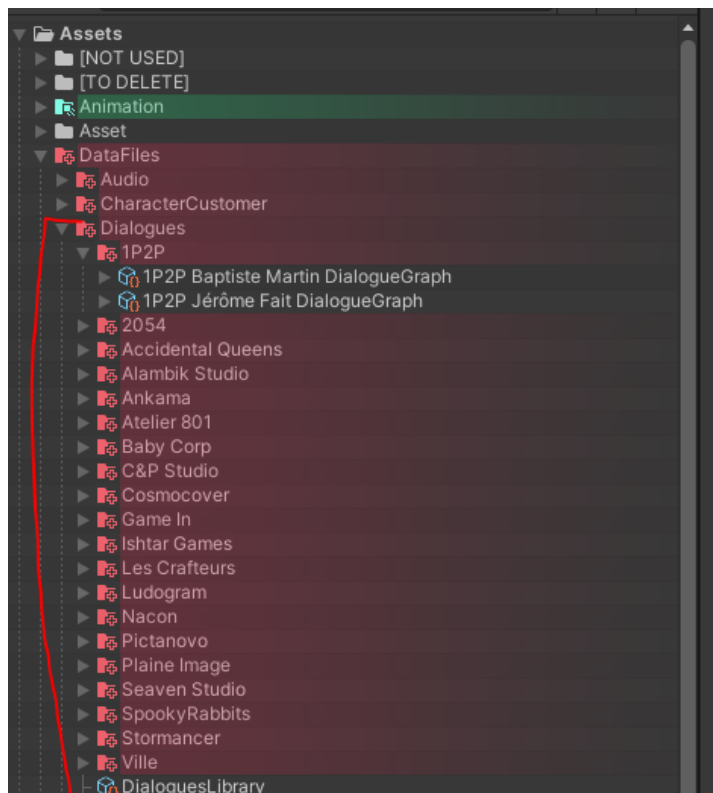 Assets
[NOT USED]
[TO DELETE]
Animation
Asset
DataFiles
Audio
CharacterCustomer
Dialogues
1P2P
1P2P Baptiste Martin DialogueGraph
1P2P Jérôme Fait DialogueGraph
2054
Accidental Queens
Alambik Studio
Ankama
Atelier 801
Baby Corp
C&P Studio
Cosmocover
Game In
Ishtar Games
Les Crafteurs
Ludogram
Nacon
Pictanovo
Plaine Image
Seaven Studio
SpookyRabbits
Stormancer
Ville
DialoguesLibrary